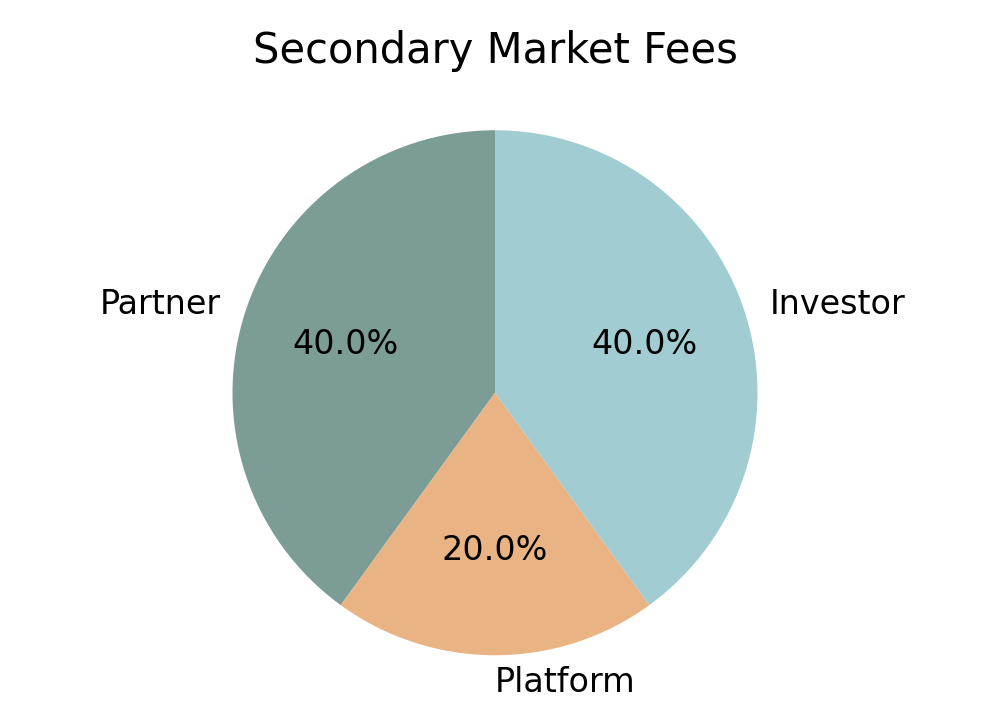 Secondary Market Fees
Partner
Investor
40.0%
40.0%
20.0%
Platform